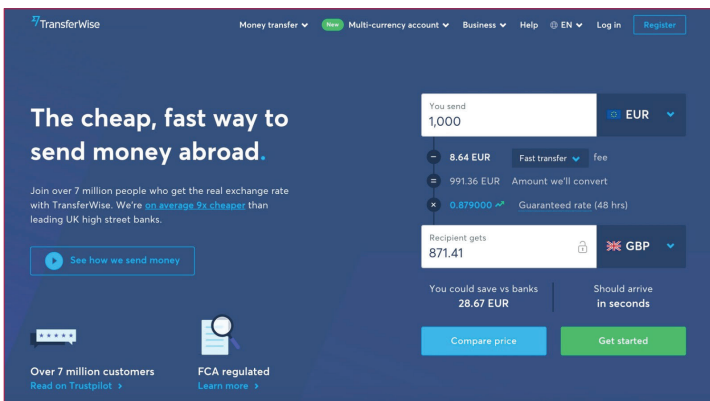 TransferWise
Money transfer
New
Multi-currency account
Business
Help
EN
Log in
Register
The cheap, fast way to
send money abroad.
Join over 7 million people who get the real exchange rate
with TransferWise. We're on average 9x cheaper than
leading UK high street banks.
See how we send money
Over 7 million customers
Read on Trustpilot >
FCA regulated
Learn more >
You send
1,000
EUR
− 8.64 EUR Fast transfer fee
= 991.36 EUR Amount we'll convert
× 0.879000 Guaranteed rate (48 hrs)
Recipient gets
871.41
GBP
You could save vs banks
28.67 EUR
Should arrive
in seconds
Compare price
Get started